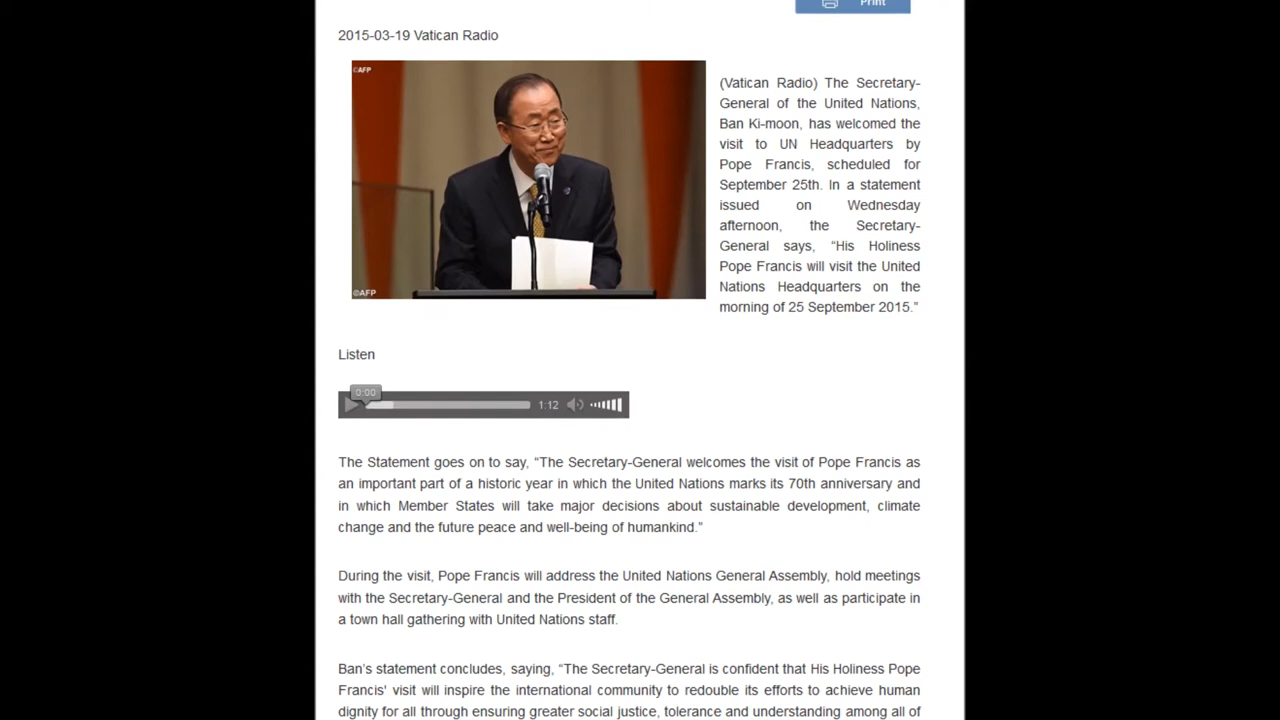 Print
2015-03-19 Vatican Radio
©AFP
(Vatican Radio) The Secretary-
General of the United Nations,
Ban Ki-moon, has welcomed the
visit to UN Headquarters by
Pope Francis, scheduled for
September 25th. In a statement
issued on Wednesday
afternoon, the Secretary-
General says, “His Holiness
Pope Francis will visit the United
Nations Headquarters on the
morning of 25 September 2015.”
©AFP
Listen
0:00
1:12
The Statement goes on to say, “The Secretary-General welcomes the visit of Pope Francis as
an important part of a historic year in which the United Nations marks its 70th anniversary and
in which Member States will take major decisions about sustainable development, climate
change and the future peace and well-being of humankind.”
During the visit, Pope Francis will address the United Nations General Assembly, hold meetings
with the Secretary-General and the President of the General Assembly, as well as participate in
a town hall gathering with United Nations staff.
Ban’s statement concludes, saying, “The Secretary-General is confident that His Holiness Pope
Francis' visit will inspire the international community to redouble its efforts to achieve human
dignity for all through ensuring greater social justice, tolerance and understanding among all of